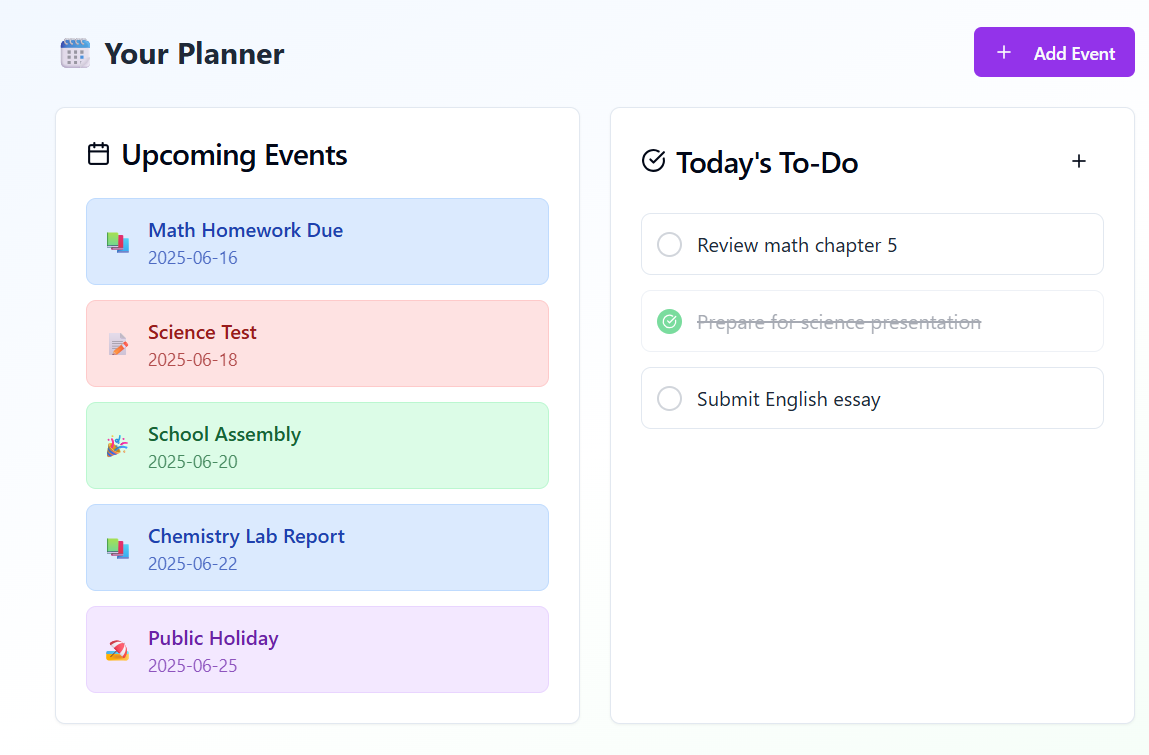 Your Planner
+ Add Event
Upcoming Events
Math Homework Due
2025-06-16
Science Test
2025-06-18
School Assembly
2025-06-20
Chemistry Lab Report
2025-06-22
Public Holiday
2025-06-25
Today's To-Do
+
Review math chapter 5
Prepare for science presentation
Submit English essay